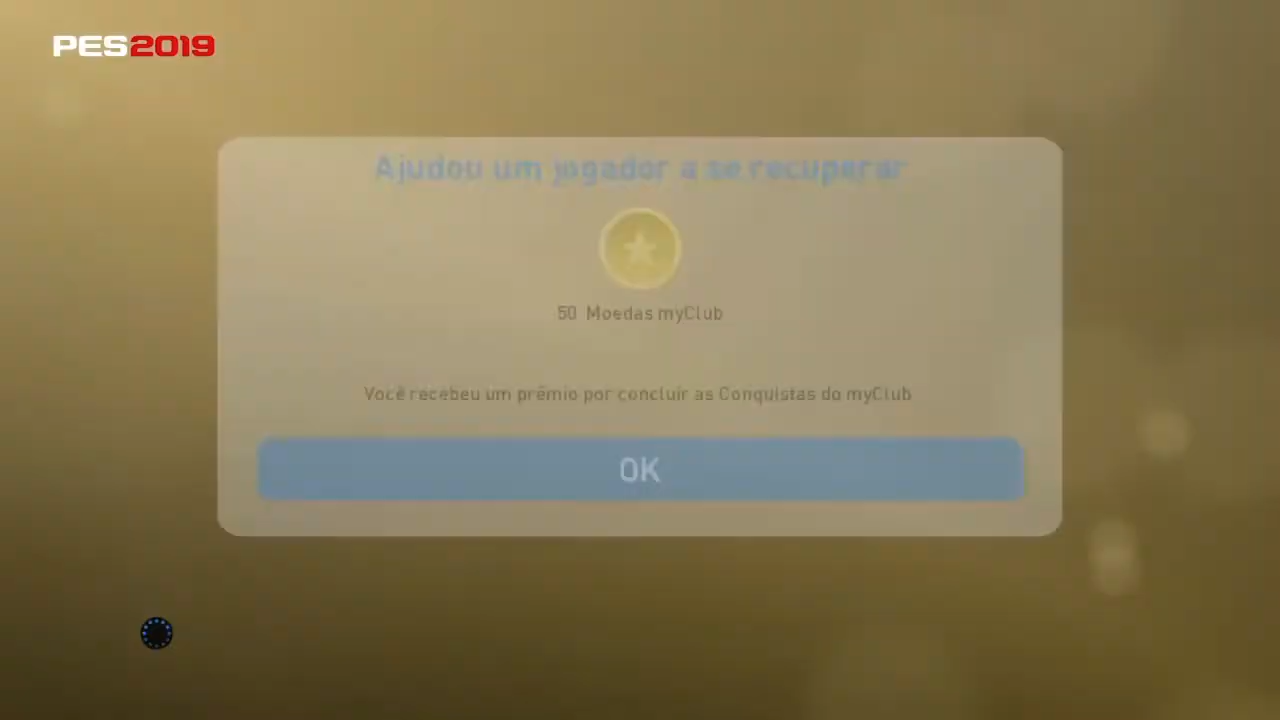 PES2019
Ajudou um jogador a se recuperar
50 Moedas myClub
Você recebeu um prêmio por concluir as Conquistas do myClub
OK